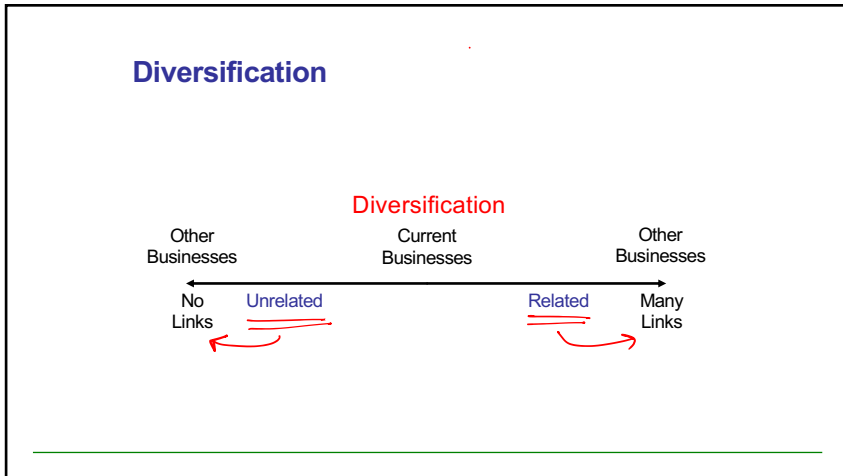 Diversification
Diversification
Other
Businesses
Current
Businesses
Other
Businesses
No
Links
Unrelated
Related
Many
Links